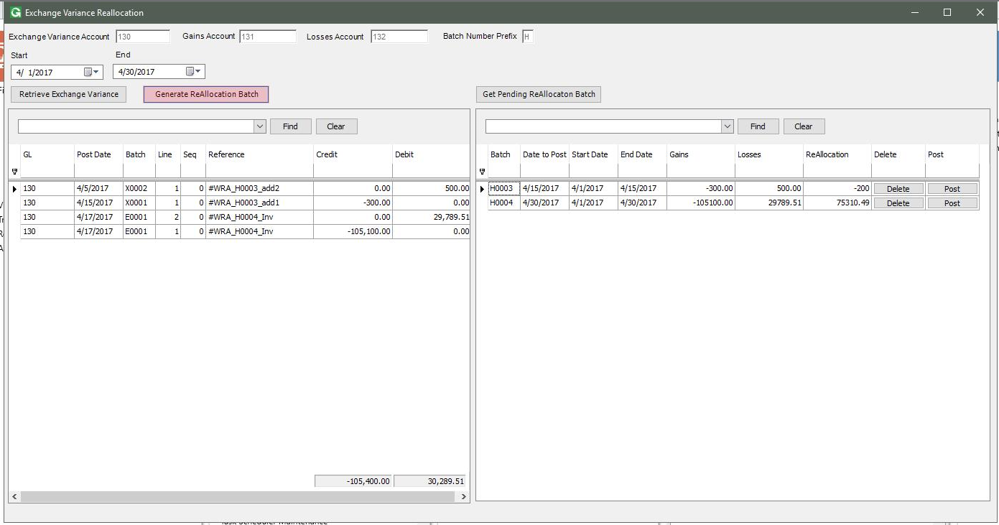 Exchange Variance Reallocation
Exchange Variance Account 130 Gains Account 131 Losses Account 132 Batch Number Prefix H
Start End
4/ 1/2017 4/30/2017
Retrieve Exchange Variance Generate ReAllocation Batch Get Pending ReAllocaton Batch
Find Clear Find Clear
GL Post Date Batch Line Seq Reference Credit Debit Batch Date to Post Start Date End Date Gains Losses ReAllocation Delete Post
130 4/5/2017 X0002 1 0 #WRA_H0003_add2 0.00 500.00 H0003 4/15/2017 4/1/2017 4/15/2017 -300.00 500.00 -200 Delete Post
130 4/15/2017 X0001 1 0 #WRA_H0003_add1 -300.00 0.00 H0004 4/30/2017 4/1/2017 4/30/2017 -105100.00 29789.51 75310.49 Delete Post
130 4/17/2017 E0001 2 0 #WRA_H0004_Inv 0.00 29,789.51
130 4/17/2017 E0001 1 0 #WRA_H0004_Inv -105,100.00 0.00
-105,400.00 30,289.51